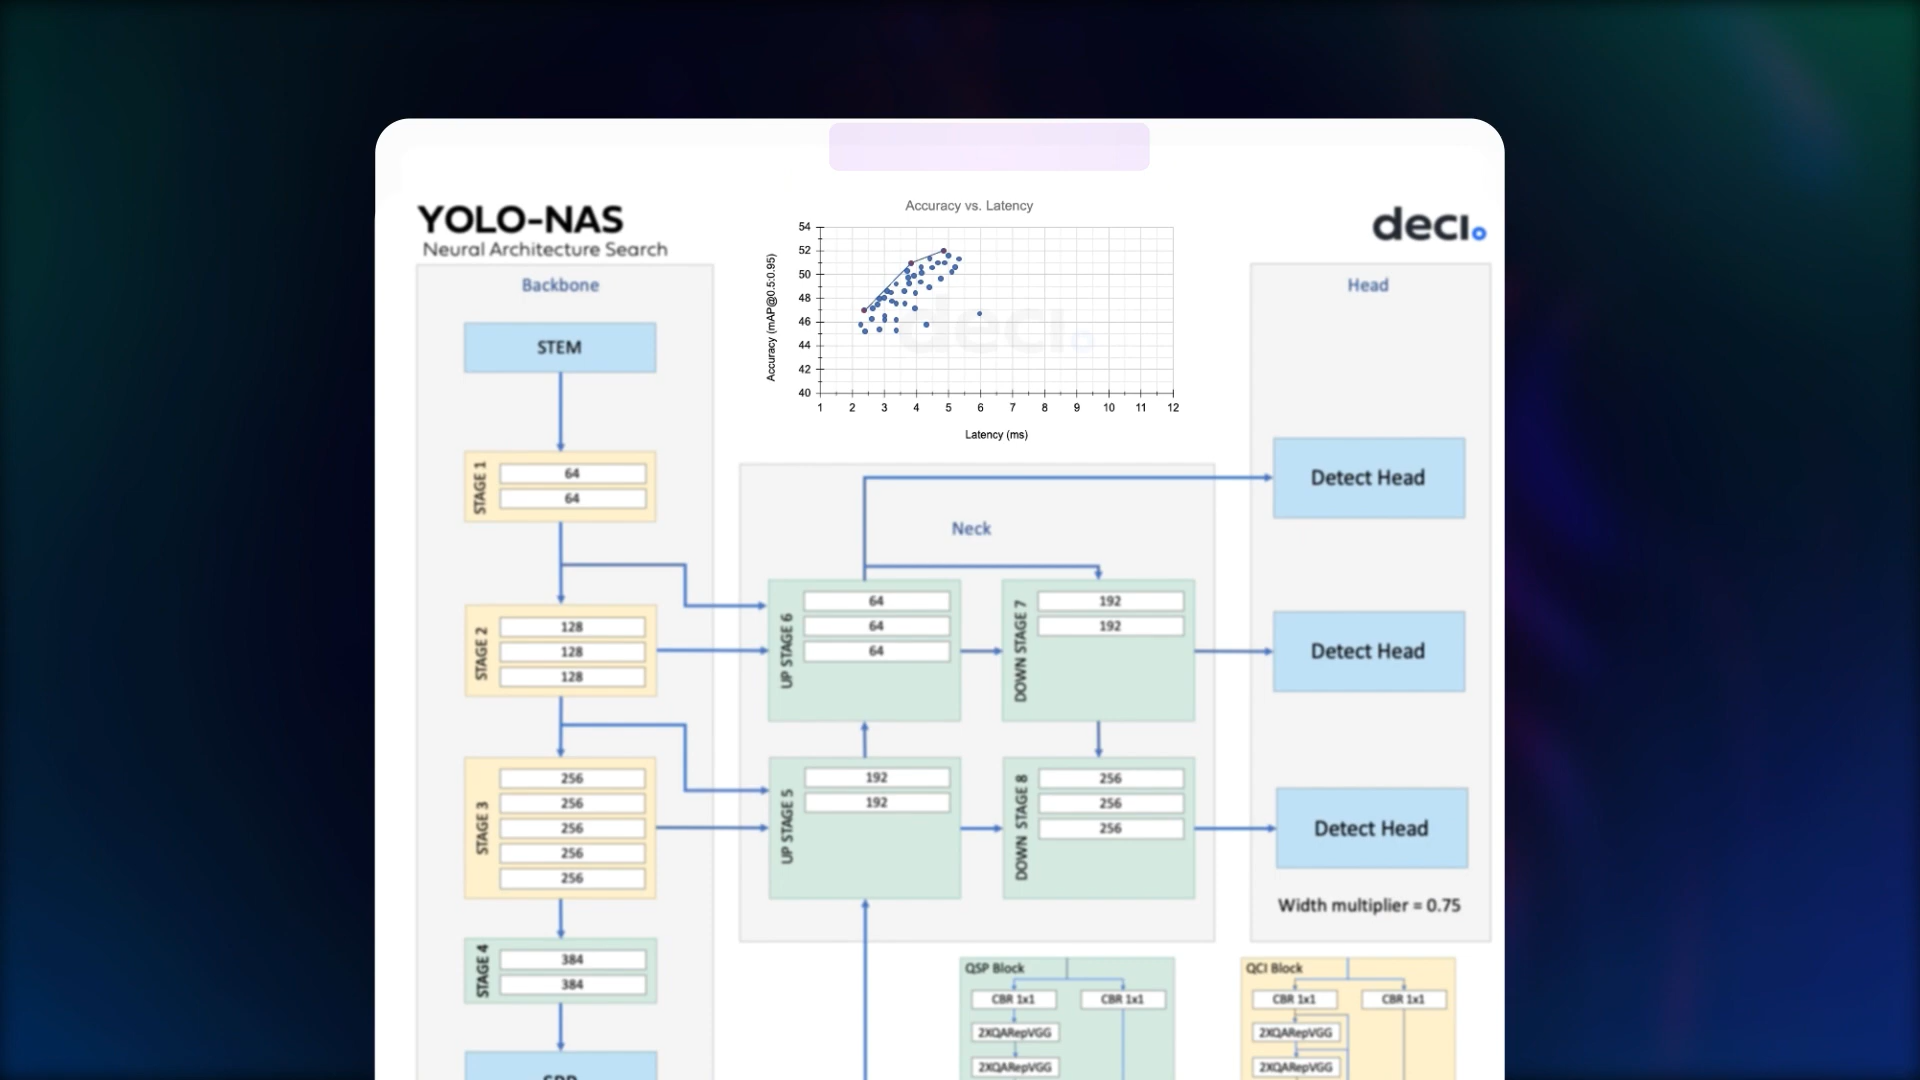 YOLO-NAS
Neural Architecture Search
Accuracy vs. Latency
deci.
Accuracy (mAP@0.5:0.95)
54
52
50
48
46
44
42
40
1 2 3 4 5 6 7 8 9 10 11 12
Latency (ms)
deci.
Backbone
STEM
STAGE 1
64
64
STAGE 2
128
128
128
STAGE 3
256
256
256
256
256
STAGE 4
384
384
Neck
UP STAGE 6
64
64
64
DOWN STAGE 7
192
192
UP STAGE 5
192
192
DOWN STAGE 8
256
256
256
Head
Detect Head
Detect Head
Detect Head
Width multiplier = 0.75
QSP Block
CBR 1x1 CBR 1x1
2XQARepVGG
2XQARepVGG
QCI Block
CBR 1x1 CBR 1x1
2XQARepVGG
2XQARepVGG